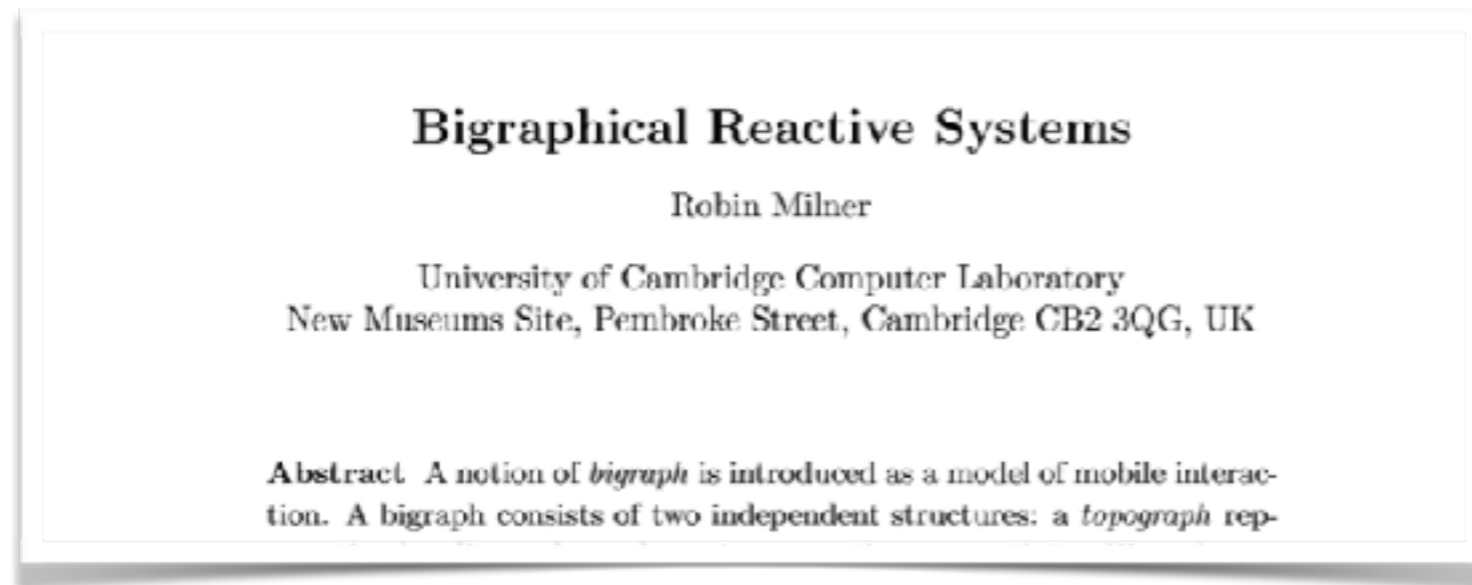 Bigraphical Reactive Systems
Robin Milner
University of Cambridge Computer Laboratory
New Museums Site, Pembroke Street, Cambridge CB2 3QG, UK
Abstract A notion of bigraph is introduced as a model of mobile interac-
tion. A bigraph consists of two independent structures: a topograph rep-